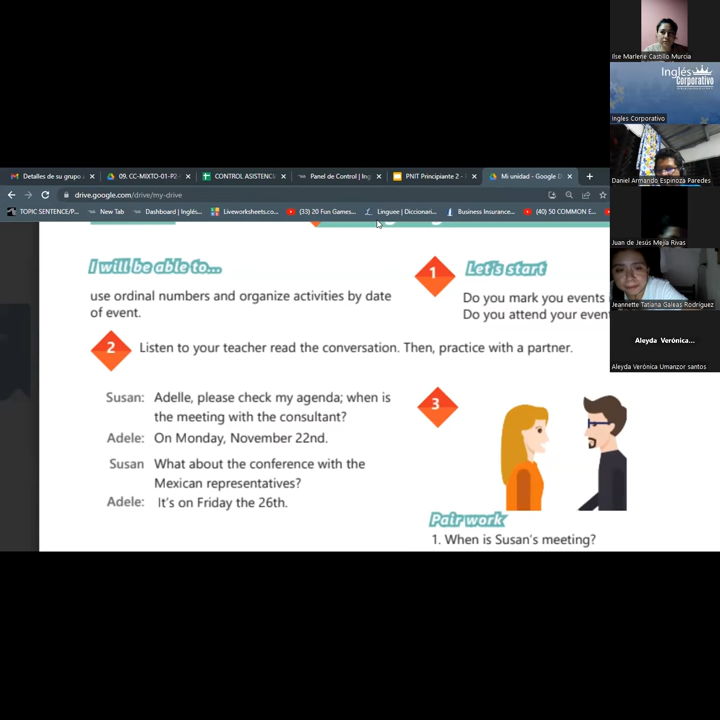 Detalles de su grupo
09. CC-MIXTO-01-P2-
CONTROL ASISTENC
Panel de Control | Ing
PNIT Principiante 2 -
Mi unidad - Google D
drive.google.com/drive/my-drive
TOPIC SENTENCE/P...
New Tab
Dashboard | Inglés...
Liveworksheets.co...
(33) 20 Fun Games...
Linguee | Diccionari...
Business Insurance...
(40) 50 COMMON E...
I will be able to...
use ordinal numbers and organize activities by date
of event.
1
Let's start
Do you mark you events
Do you attend your even
2
Listen to your teacher read the conversation. Then, practice with a partner.
Susan: Adelle, please check my agenda; when is
the meeting with the consultant?
Adele: On Monday, November 22nd.
Susan What about the conference with the
Mexican representatives?
Adele: It's on Friday the 26th.
3
Pair work
1. When is Susan's meeting?
Ilse Marlene Castillo Murcia
Inglés
Corporativo
Ingles Corporativo
Daniel Armando Espinoza Paredes
Juan de Jesús Mejía Rivas
Jeannette Tatiana Galeas Rodríguez
Aleyda Verónica...
Aleyda Verónica Umanzor santos